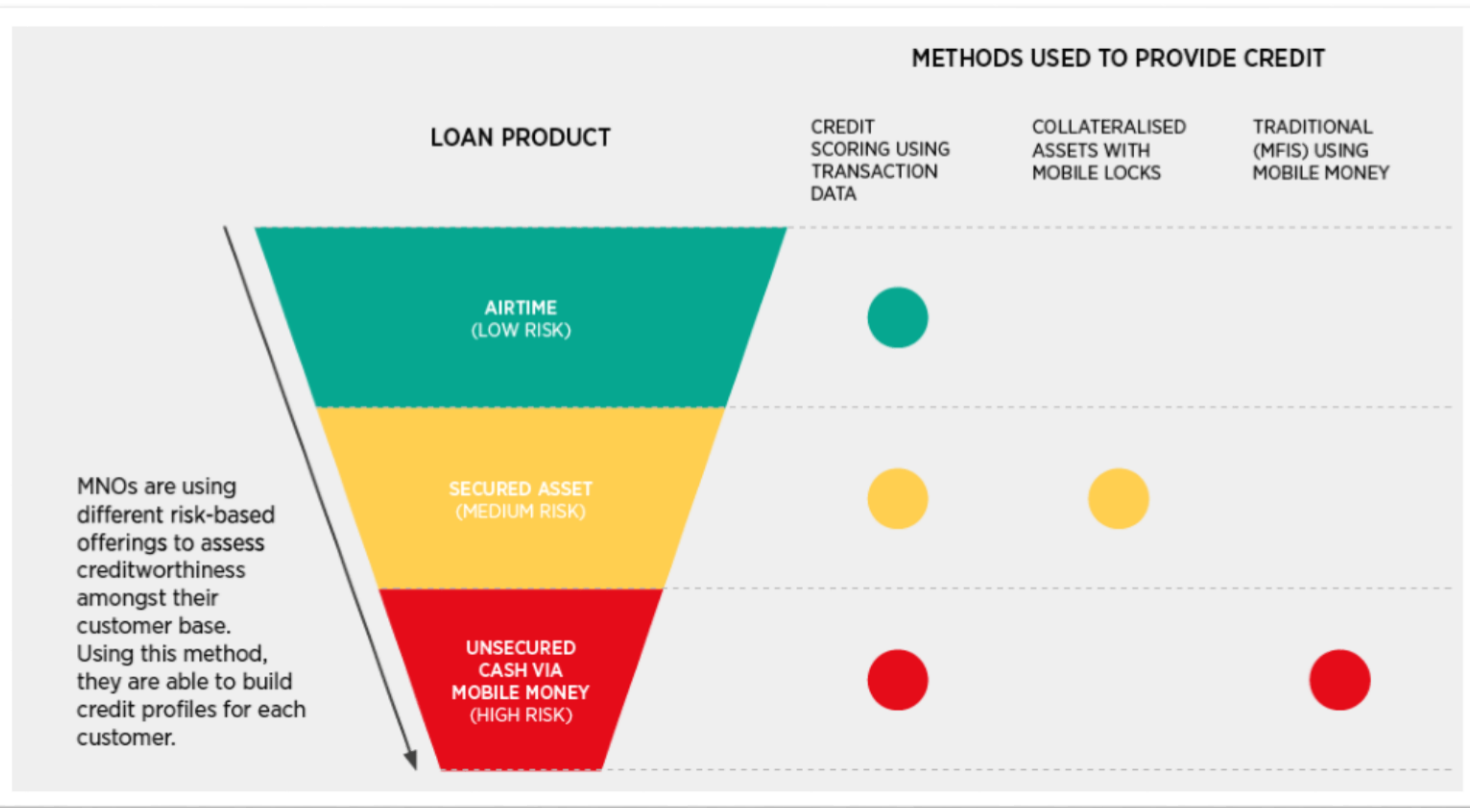 METHODS USED TO PROVIDE CREDIT
LOAN PRODUCT
CREDIT
SCORING USING
TRANSACTION
DATA
COLLATERALISED
ASSETS WITH
MOBILE LOCKS
TRADITIONAL
(MFIS) USING
MOBILE MONEY
AIRTIME
(LOW RISK)
SECURED ASSET
(MEDIUM RISK)
UNSECURED
CASH VIA
MOBILE MONEY
(HIGH RISK)
MNOs are using
different risk-based
offerings to assess
creditworthiness
amongst their
customer base.
Using this method,
they are able to build
credit profiles for each
customer.